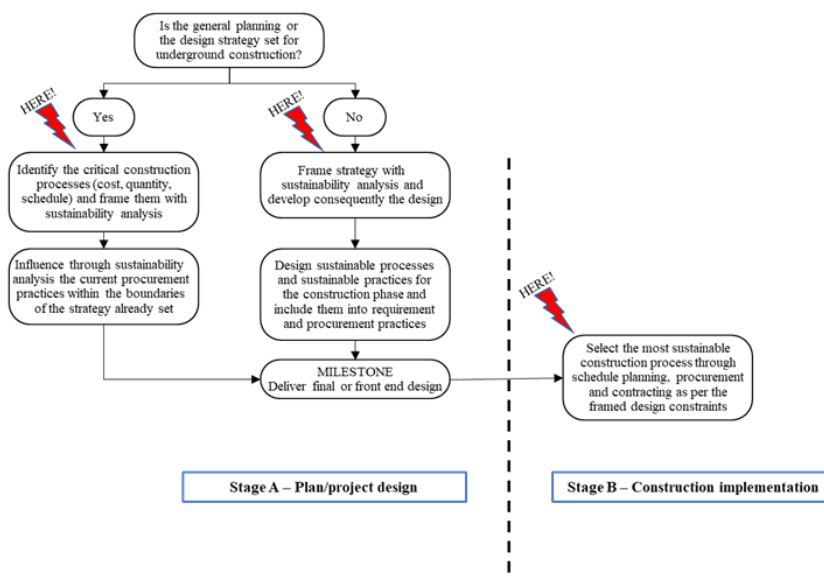 Is the general planning or
the design strategy set for
underground construction?
HERE!
Yes
HERE!
No
Identify the critical construction
processes (cost, quantity,
schedule) and frame them with
sustainability analysis
Frame strategy with
sustainability analysis and
develop consequently the design
Influence through sustainability
analysis the current procurement
practices within the boundaries
of the strategy already set
Design sustainable processes
and sustainable practices for
the construction phase and
include them into requirement
and procurement practices
HERE!
MILESTONE
Deliver final or front end design
Select the most sustainable
construction process through
schedule planning, procurement
and contracting as per the
framed design constraints
Stage A – Plan/project design
Stage B – Construction implementation